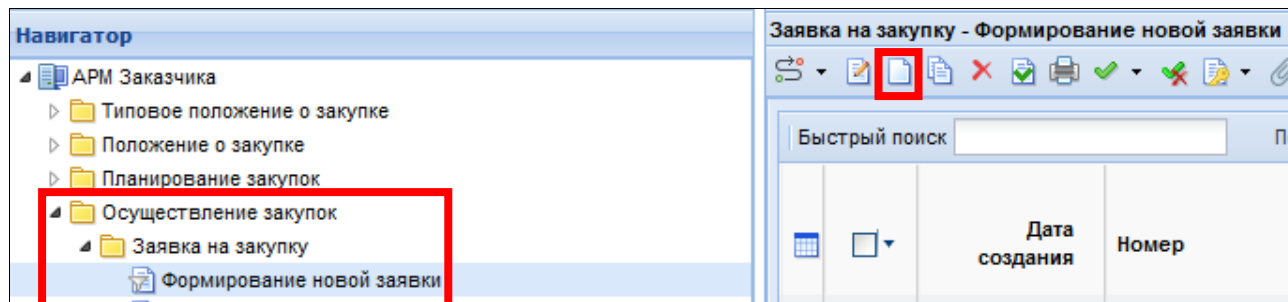 Навигатор
АРМ Заказчика
Типовое положение о закупке
Положение о закупке
Планирование закупок
Осуществление закупок
Заявка на закупку
Формирование новой заявки
Заявка на закупку - Формирование новой заявки
Быстрый поиск
Дата
создания
Номер